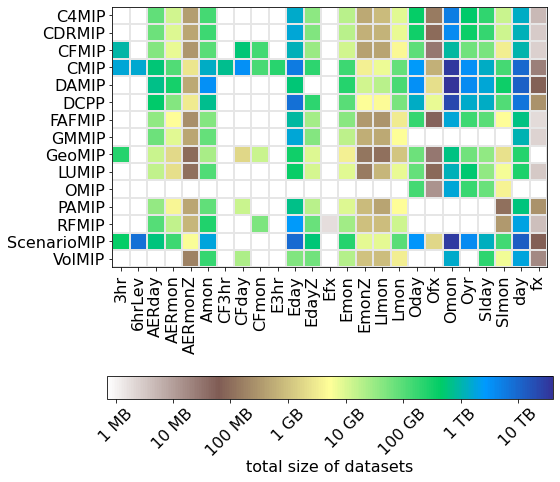 C4MIP
CDRMIP
CFMIP
CMIP
DAMIP
DCPP
FAFMIP
GMMIP
GeoMIP
LUMIP
OMIP
PAMIP
RFMIP
ScenarioMIP
VolMIP
3hr
6hrLev
AERday
AERmon
AERmonZ
Amon
CF3hr
CFday
CFmon
E3hr
Eday
EdayZ
Efx
Emon
EmonZ
LImon
Lmon
Oday
Ofx
Omon
Oyr
SIday
SImon
day
fx
1 MB
10 MB
100 MB
1 GB
10 GB
100 GB
1 TB
10 TB
total size of datasets